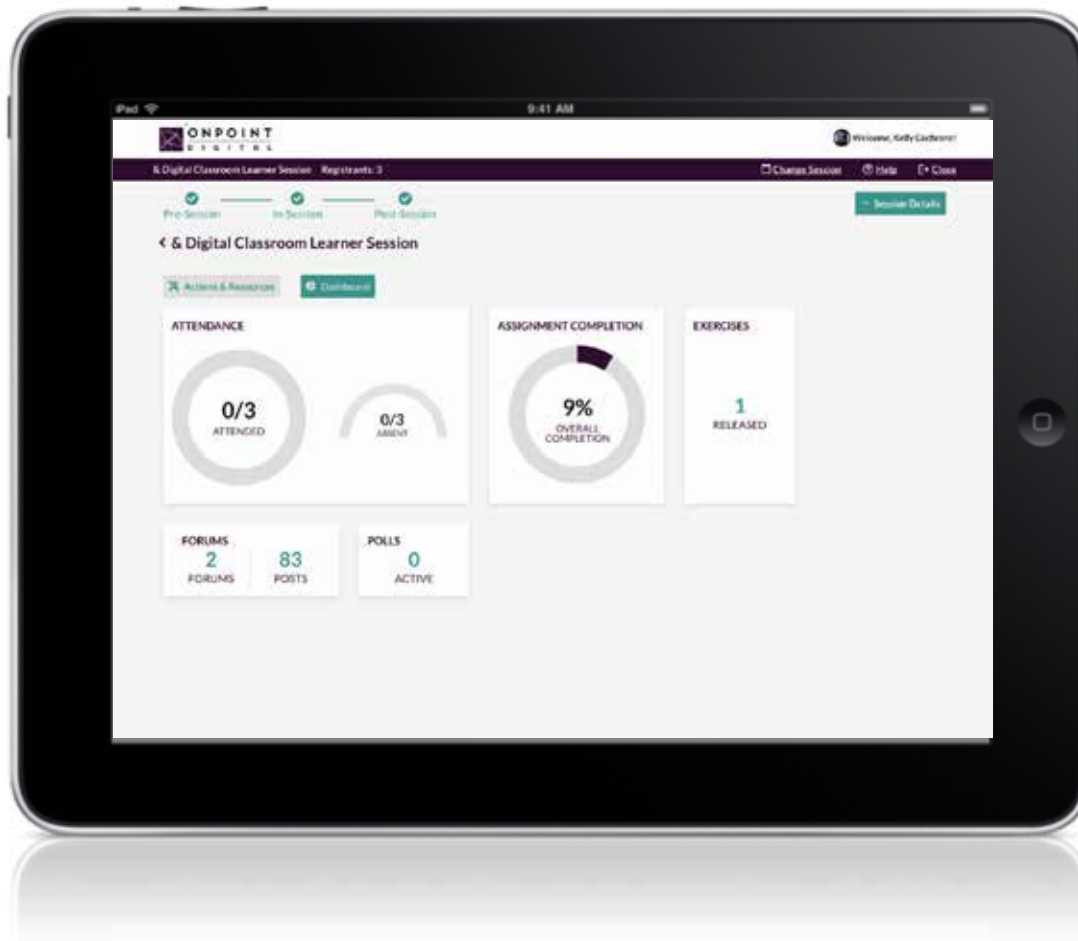 iPad 9:41 AM
ONPOINT
DIGITAL
Welcome, Kelly Cochrane!
& Digital Classroom Learner Session Registrants: 3 Change Session Help Close
Pre-Session In-Session Post-Session Session Details
& Digital Classroom Learner Session
Actions & Resources Dashboard
ATTENDANCE
0/3
ATTENDED
0/3
ABSENT
ASSIGNMENT COMPLETION
9%
OVERALL
COMPLETION
EXERCISES
1
RELEASED
FORUMS
2 83
FORUMS POSTS
POLLS
0
ACTIVE